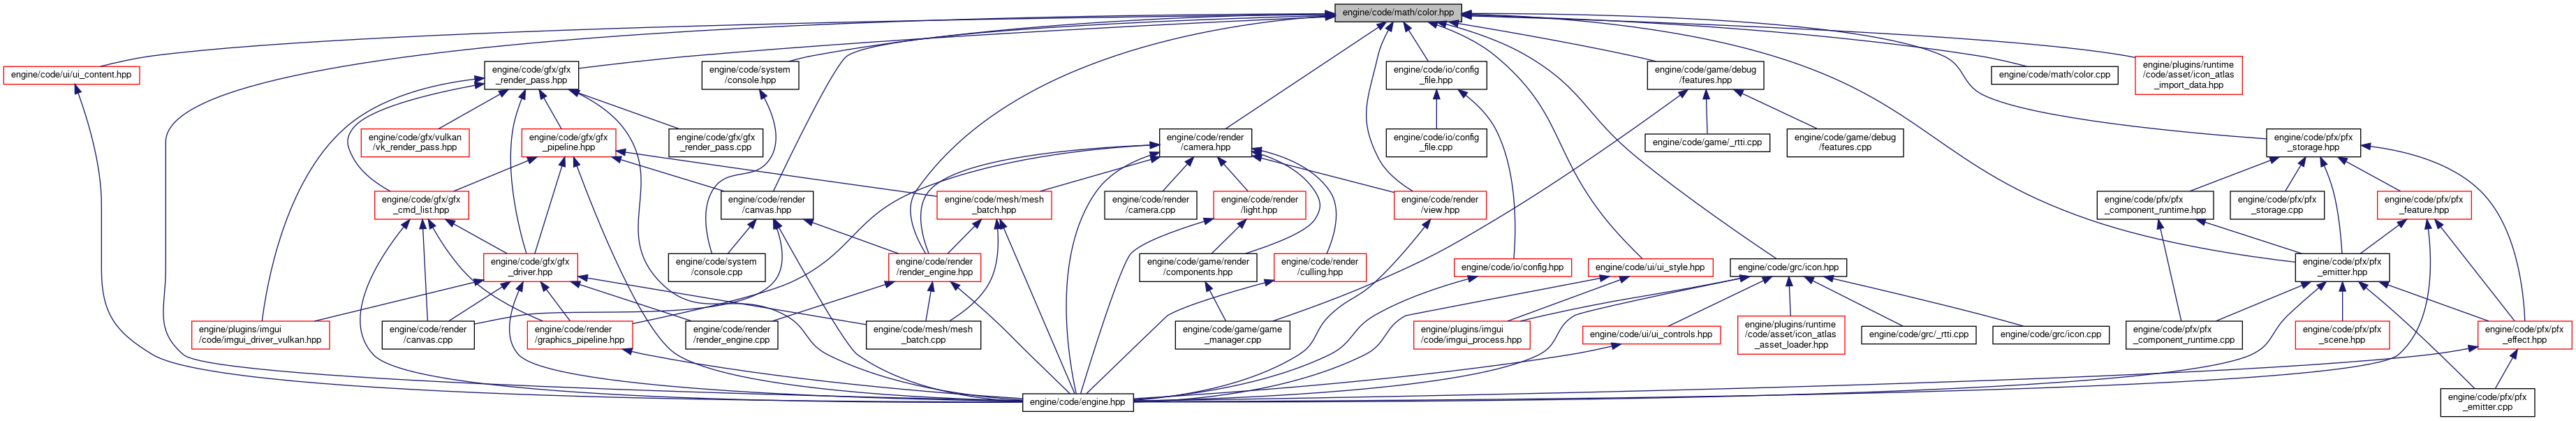 engine/code/math/color.hpp
engine/code/ui/ui_content.hpp
engine/code/gfx/gfx
_render_pass.hpp
engine/code/system
/console.hpp
engine/code/io/config
_file.hpp
engine/code/game/debug
/features.hpp
engine/code/math/color.cpp
engine/plugins/runtime
/code/asset/icon_atlas
_import_data.hpp
engine/code/gfx/vulkan
/vk_render_pass.hpp
engine/code/gfx/gfx
_pipeline.hpp
engine/code/gfx/gfx
_render_pass.cpp
engine/code/render
/camera.hpp
engine/code/io/config
_file.cpp
engine/code/game/_rtti.cpp
engine/code/game/debug
/features.cpp
engine/code/pfx/pfx
_storage.hpp
engine/code/gfx/gfx
_cmd_list.hpp
engine/code/render
/canvas.hpp
engine/code/mesh/mesh
_batch.hpp
engine/code/render
/camera.cpp
engine/code/render
/light.hpp
engine/code/render
/view.hpp
engine/code/pfx/pfx
_component_runtime.hpp
engine/code/pfx/pfx
_storage.cpp
engine/code/pfx/pfx
_feature.hpp
engine/code/gfx/gfx
_driver.hpp
engine/code/system
/console.cpp
engine/code/render
/render_engine.hpp
engine/code/game/render
/components.hpp
engine/code/render
/culling.hpp
engine/code/io/config.hpp
engine/code/ui/ui_style.hpp
engine/code/grc/icon.hpp
engine/code/pfx/pfx
_emitter.hpp
engine/plugins/imgui
/code/imgui_driver_vulkan.hpp
engine/code/render
/canvas.cpp
engine/code/render
/graphics_pipeline.hpp
engine/code/render
/render_engine.cpp
engine/code/mesh/mesh
_batch.cpp
engine/code/game/game
_manager.cpp
engine/plugins/imgui
/code/imgui_process.hpp
engine/code/ui/ui_controls.hpp
engine/plugins/runtime
/code/asset/icon_atlas
_asset_loader.hpp
engine/code/grc/_rtti.cpp
engine/code/grc/icon.cpp
engine/code/pfx/pfx
_component_runtime.cpp
engine/code/pfx/pfx
_scene.hpp
engine/code/pfx/pfx
_effect.hpp
engine/code/engine.hpp
engine/code/pfx/pfx
_emitter.cpp